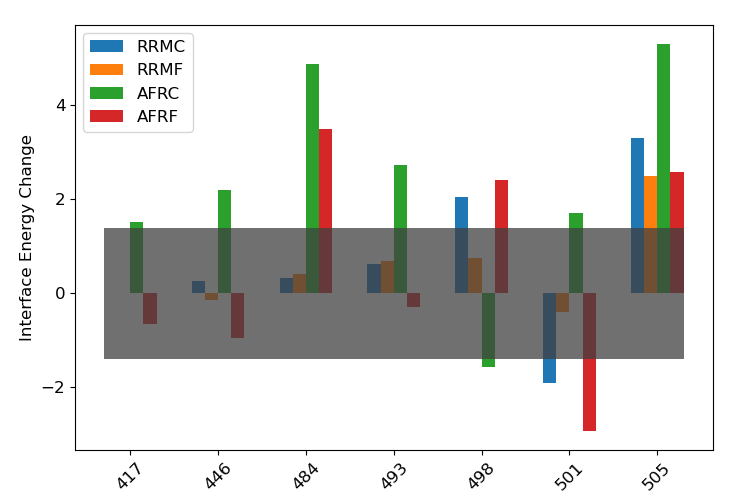 RRMC
RRMF
AFRC
AFRF
Interface Energy Change
4
2
0
−2
417
446
484
493
498
501
505